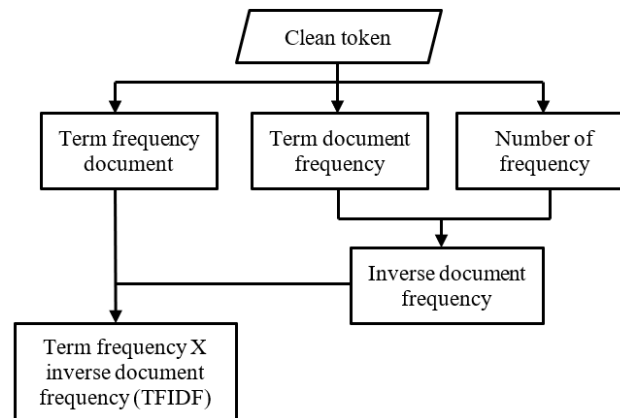 Clean token
Term frequency
document
Term document
frequency
Number of
frequency
Inverse document
frequency
Term frequency X
inverse document
frequency (TFIDF)